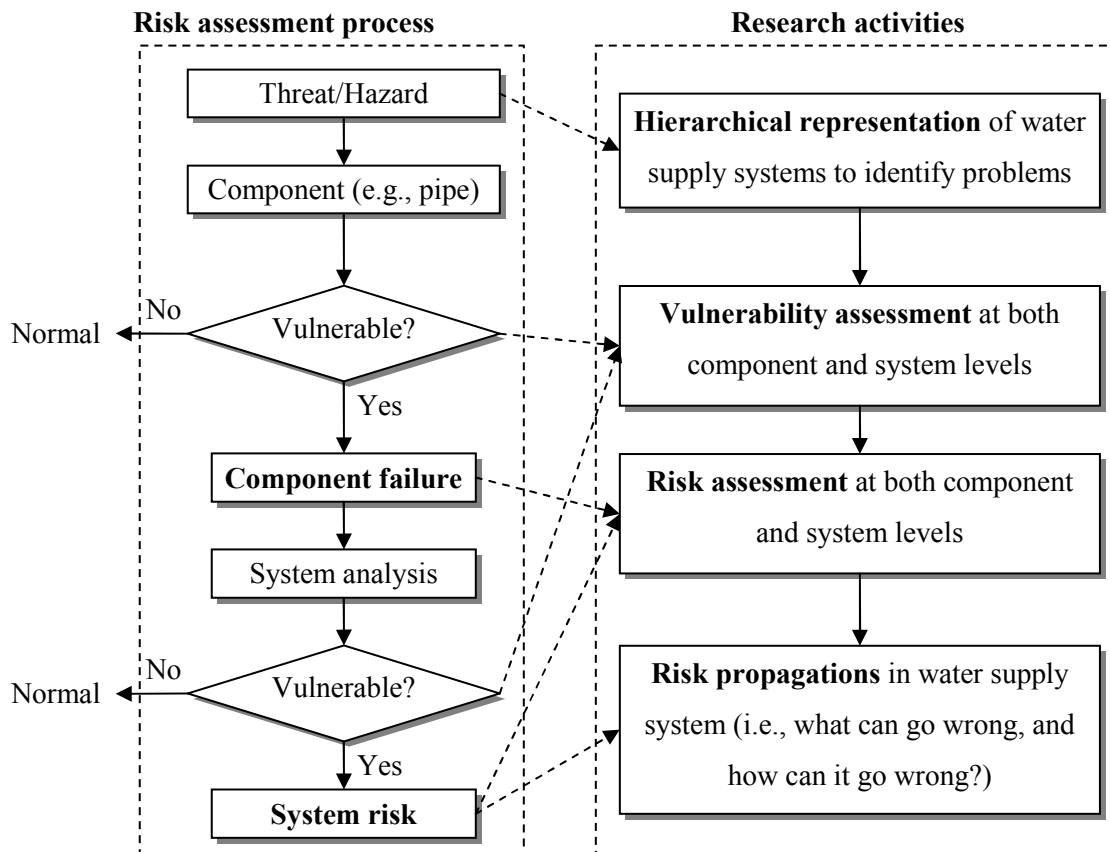 Risk assessment process
Threat/Hazard
Component (e.g., pipe)
Vulnerable?
No
Normal
Yes
Component failure
System analysis
Vulnerable?
No
Normal
Yes
System risk
Research activities
Hierarchical representation of water
supply systems to identify problems
Vulnerability assessment at both
component and system levels
Risk assessment at both component
and system levels
Risk propagations in water supply
system (i.e., what can go wrong, and
how can it go wrong?)